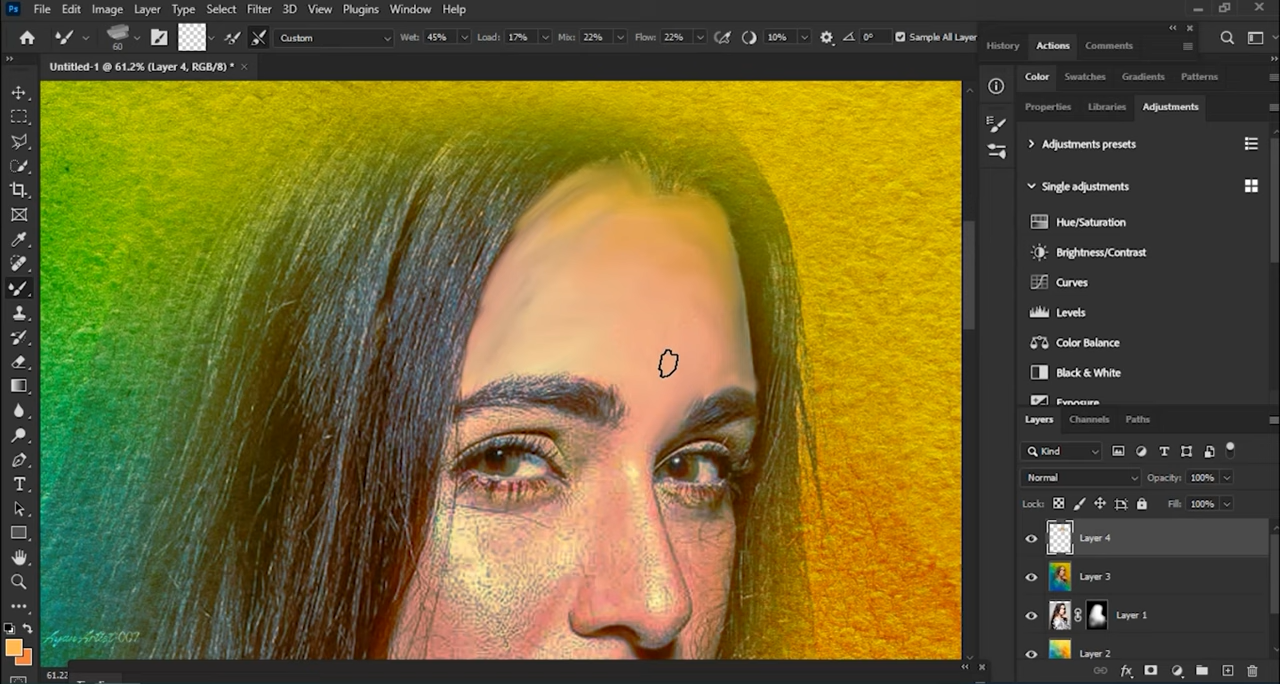 Ps File Edit Image Layer Type Select Filter 3D View Plugins Window Help
60 Custom Wet: 45% Load: 17% Mix: 22% Flow: 22% 10% 0° Sample All Layer
History Actions Comments
Untitled-1 @ 61.2% (Layer 4, RGB/8) * ×
Color Swatches Gradients Patterns
Properties Libraries Adjustments
Adjustments presets
Single adjustments
Hue/Saturation
Brightness/Contrast
Curves
Levels
Color Balance
Black & White
Exposure
Layers Channels Paths
Kind
Normal Opacity: 100%
Lock: Fill: 100%
Layer 4
Layer 3
Layer 1
Layer 2
61.22